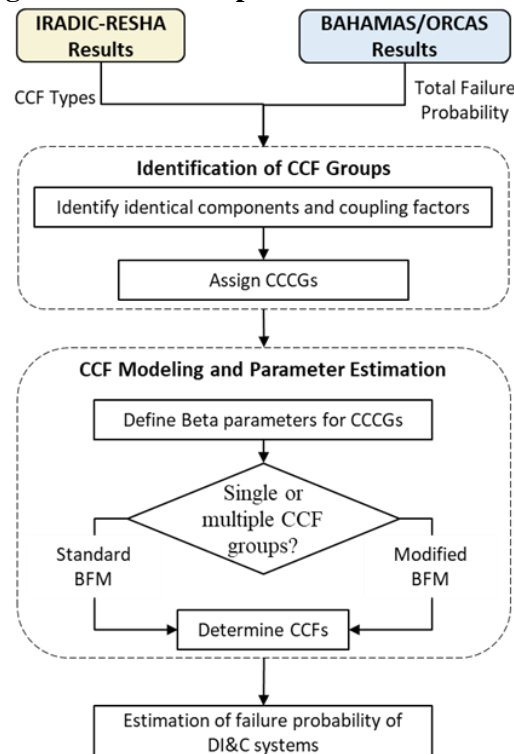 IRADIC-RESHA
Results
BAHAMAS/ORCAS
Results
CCF Types
Total Failure
Probability
Identification of CCF Groups
Identify identical components and coupling factors
Assign CCCGs
CCF Modeling and Parameter Estimation
Define Beta parameters for CCCGs
Single or
multiple CCF
groups?
Standard
BFM
Modified
BFM
Determine CCFs
Estimation of failure probability of
DI&C systems